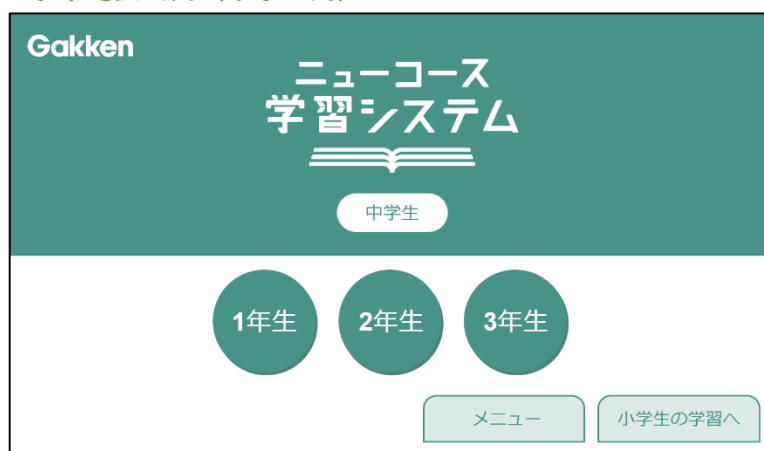 Gakken
ニューコース
学習システム
中学生
1年生 2年生 3年生
メニュー 小学生の学習へ